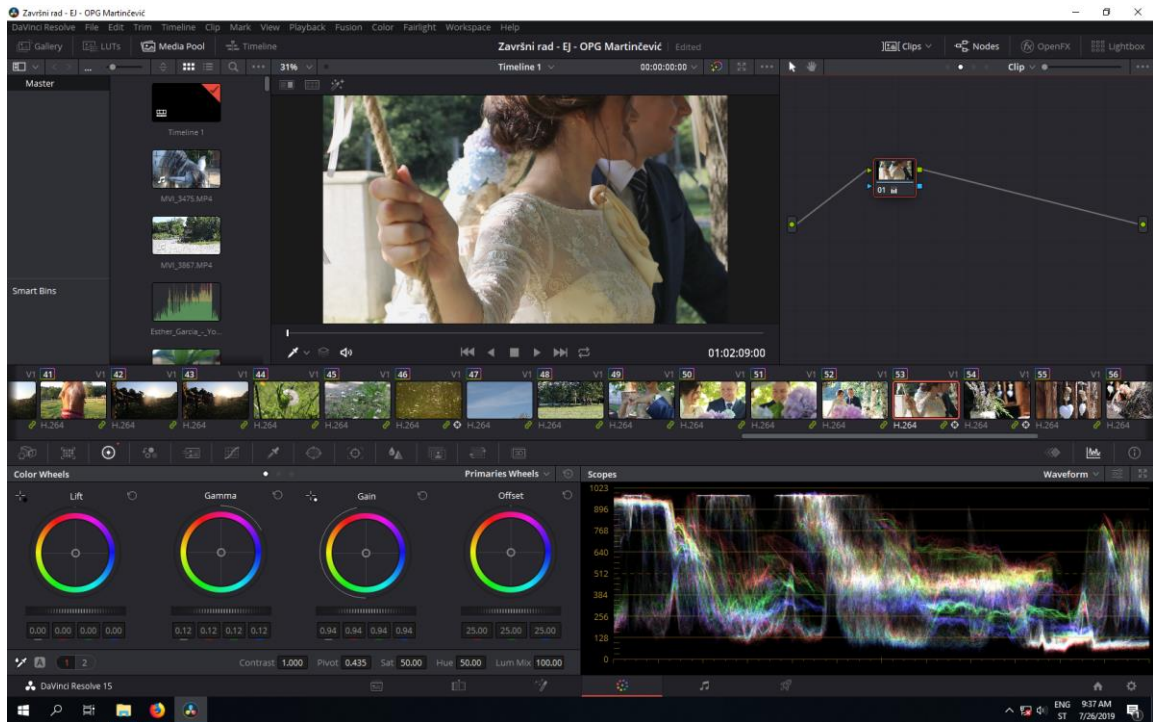 Završni rad - EJ - OPG Martinčević
DaVinci Resolve File Edit Trim Timeline Clip Mark View Playback Fusion Color Fairlight Workspace Help
Gallery LUTs Media Pool Timeline Završni rad - EJ - OPG Martinčević Edited Clips Nodes OpenFX Lightbox
... 31% Timeline 1 00:00:00:00 Clip
Master
Timeline 1
MVI_3475.MP4
01
MVI_3867.MP4
Smart Bins
Esther_Garcia_-_Yo...
01:02:09:00
V1 41 V1 42 V1 43 V1 44 V1 45 V1 46 V1 47 V1 48 V1 49 V1 50 V1 51 V1 52 V1 53 V1 54 V1 55 V1 56
H.264 H.264 H.264 H.264 H.264 H.264 H.264 H.264 H.264 H.264 H.264 H.264 H.264 H.264 H.264 H.264
Color Wheels Primaries Wheels Scopes Waveform
Lift Gamma Gain Offset
1023
896
768
640
512
384
256
128
0
0.00 0.00 0.00 0.00 0.12 0.12 0.12 0.12 0.94 0.94 0.94 0.94 25.00 25.00 25.00
A 1 2 Contrast 1.000 Pivot 0.435 Sat 50.00 Hue 50.00 Lum Mix 100.00
DaVinci Resolve 15
ENG 9:37 AM
ST 7/26/2019
1